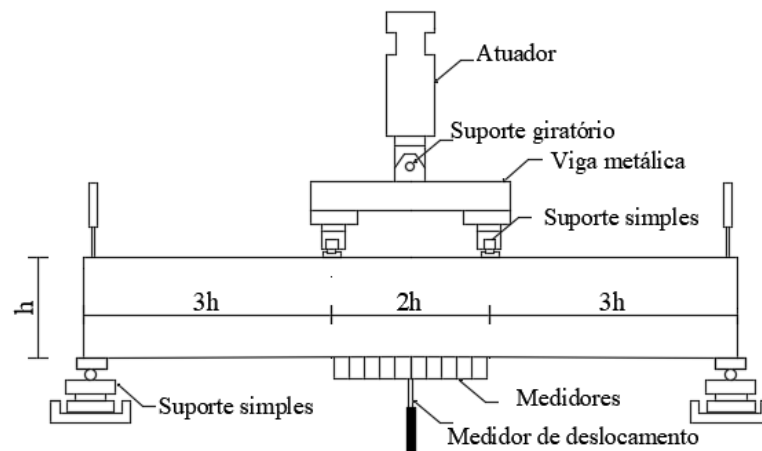 Atuador
Suporte giratório
Viga metálica
Suporte simples
3h
2h
3h
h
Suporte simples
Medidores
Medidor de deslocamento